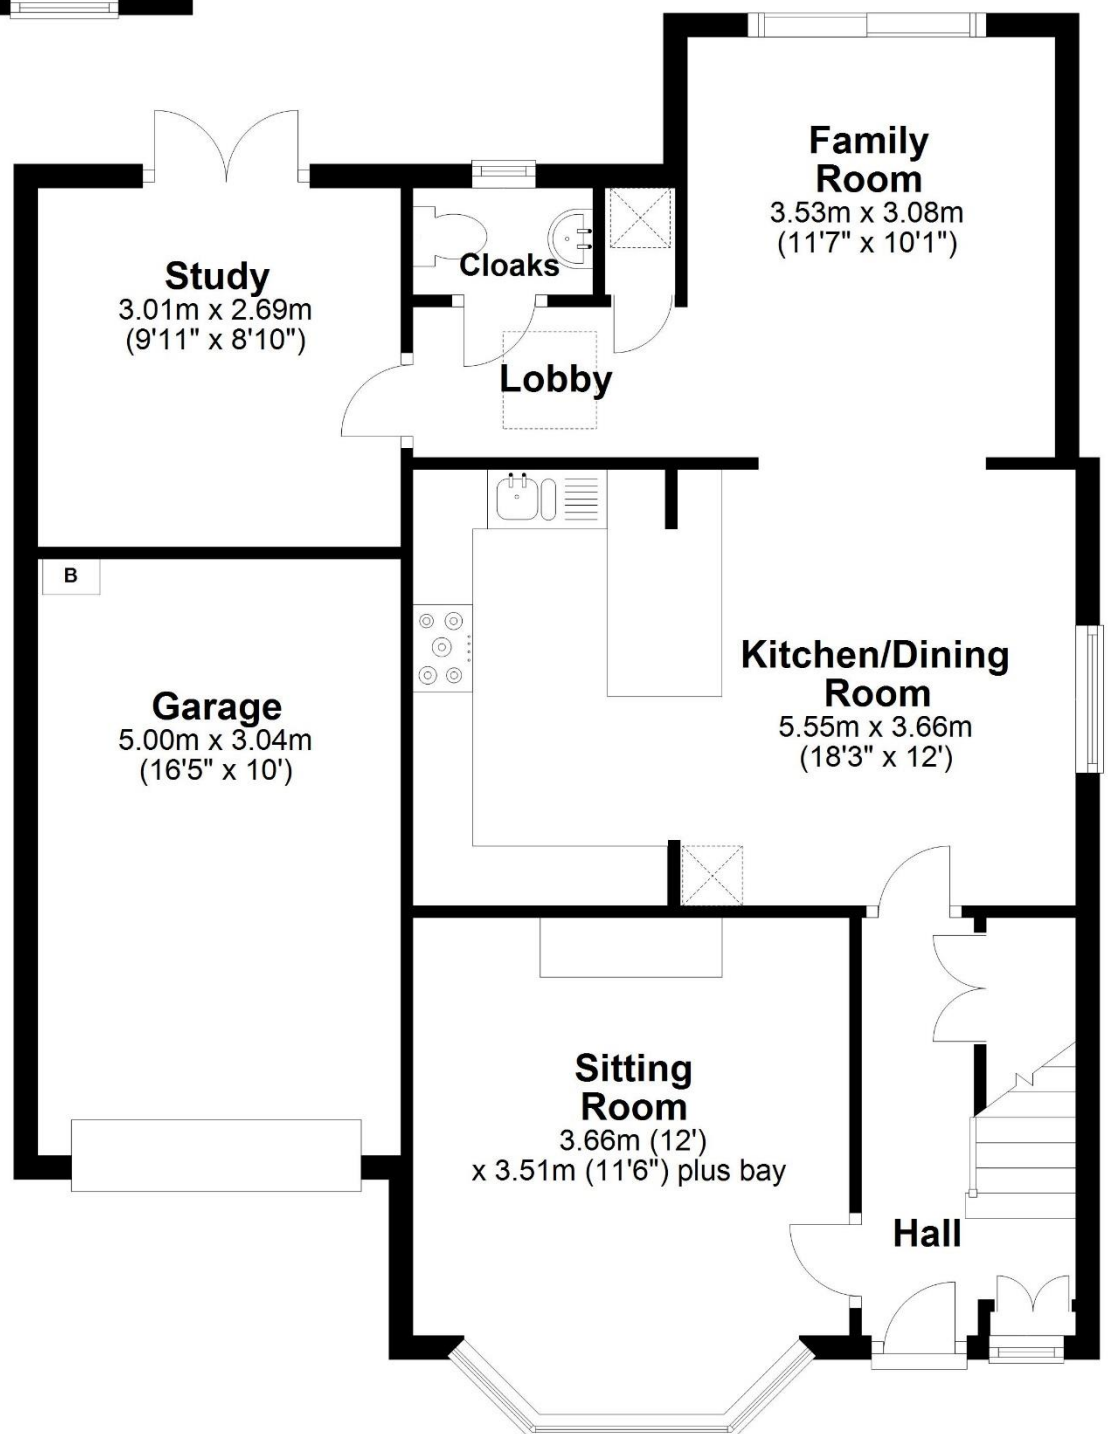 Family
Room
3.53m x 3.08m
(11'7" x 10'1")
Study
3.01m x 2.69m
(9'11" x 8'10")
Cloaks
Lobby
B
Kitchen/Dining
Room
5.55m x 3.66m
(18'3" x 12')
Garage
5.00m x 3.04m
(16'5" x 10')
Sitting
Room
3.66m (12')
x 3.51m (11'6") plus bay
Hall